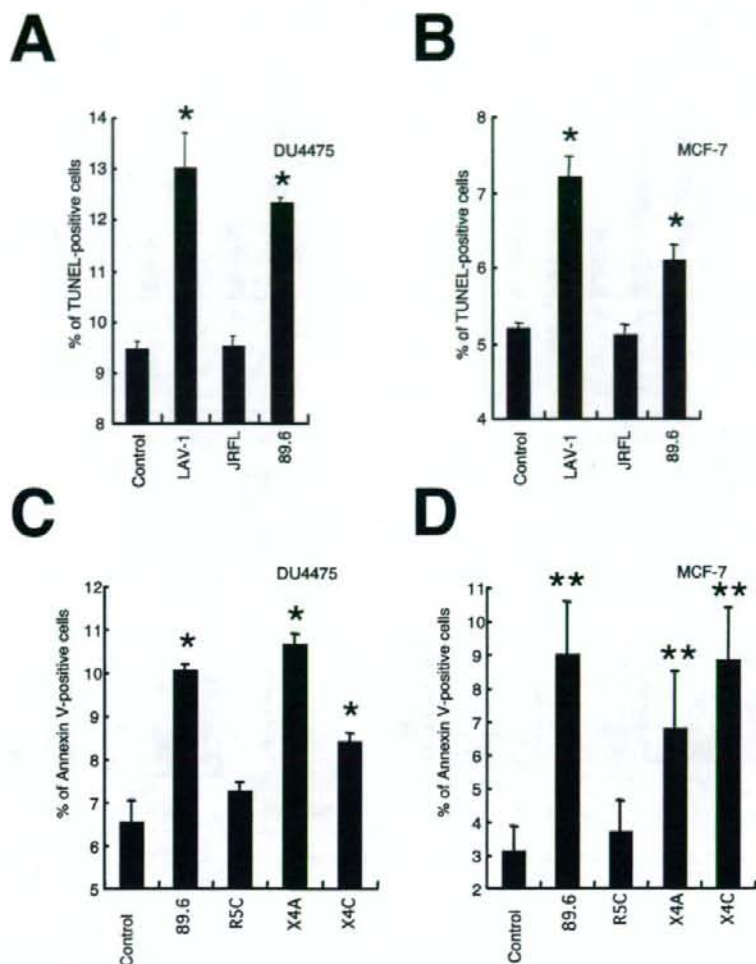 A
% of TUNEL-positive cells
14
13
12
11
10
9
8
DU4475
*
*
Control
LAV-1
JRFL
89.6
B
% of TUNEL-positive cells
8
7
6
5
4
MCF-7
*
*
Control
LAV-1
JRFL
89.6
C
% of Annexin V-positive cells
12
11
10
9
8
7
6
5
DU4475
*
*
*
Control
89.6
R5C
X4A
X4C
D
% of Annexin V-positive cells
11
10
9
8
7
6
5
4
3
2
MCF-7
**
**
**
Control
89.6
R5C
X4A
X4C